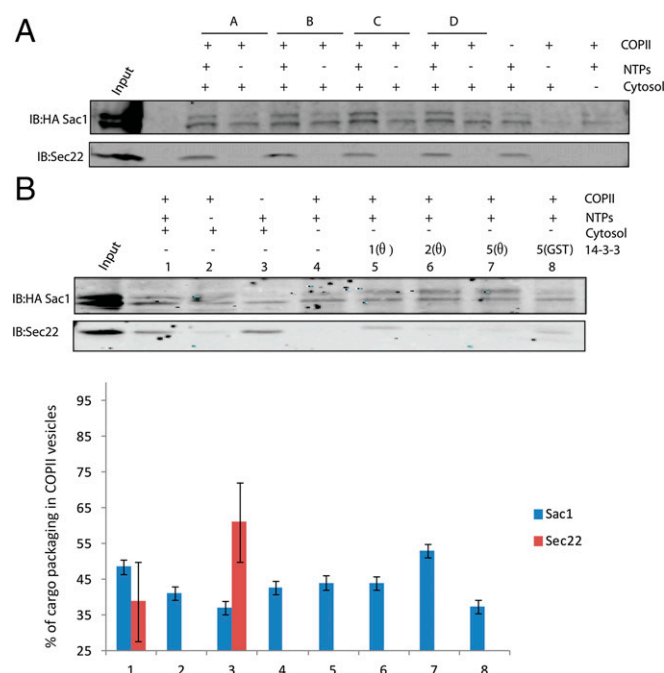 A
A B C D
+ + + + + + + + - + + COPII
+ - + - + - + - + - + NTPs
+ + + + + + + + + + - Cytosol
Input
IB:HA Sac1
IB:Sec22
B
+ + - + + + + + COPII
+ - + + + + + + NTPs
+ + + - - - - - Cytosol
- - - - 1(θ) 2(θ) 5(θ) 5(GST) 14-3-3
1 2 3 4 5 6 7 8
Input
IB:HA Sac1
IB:Sec22
% of cargo packaging in COPII vesicles
95
85
75
65
55
45
35
25
1 2 3 4 5 6 7 8
Sac1
Sec22